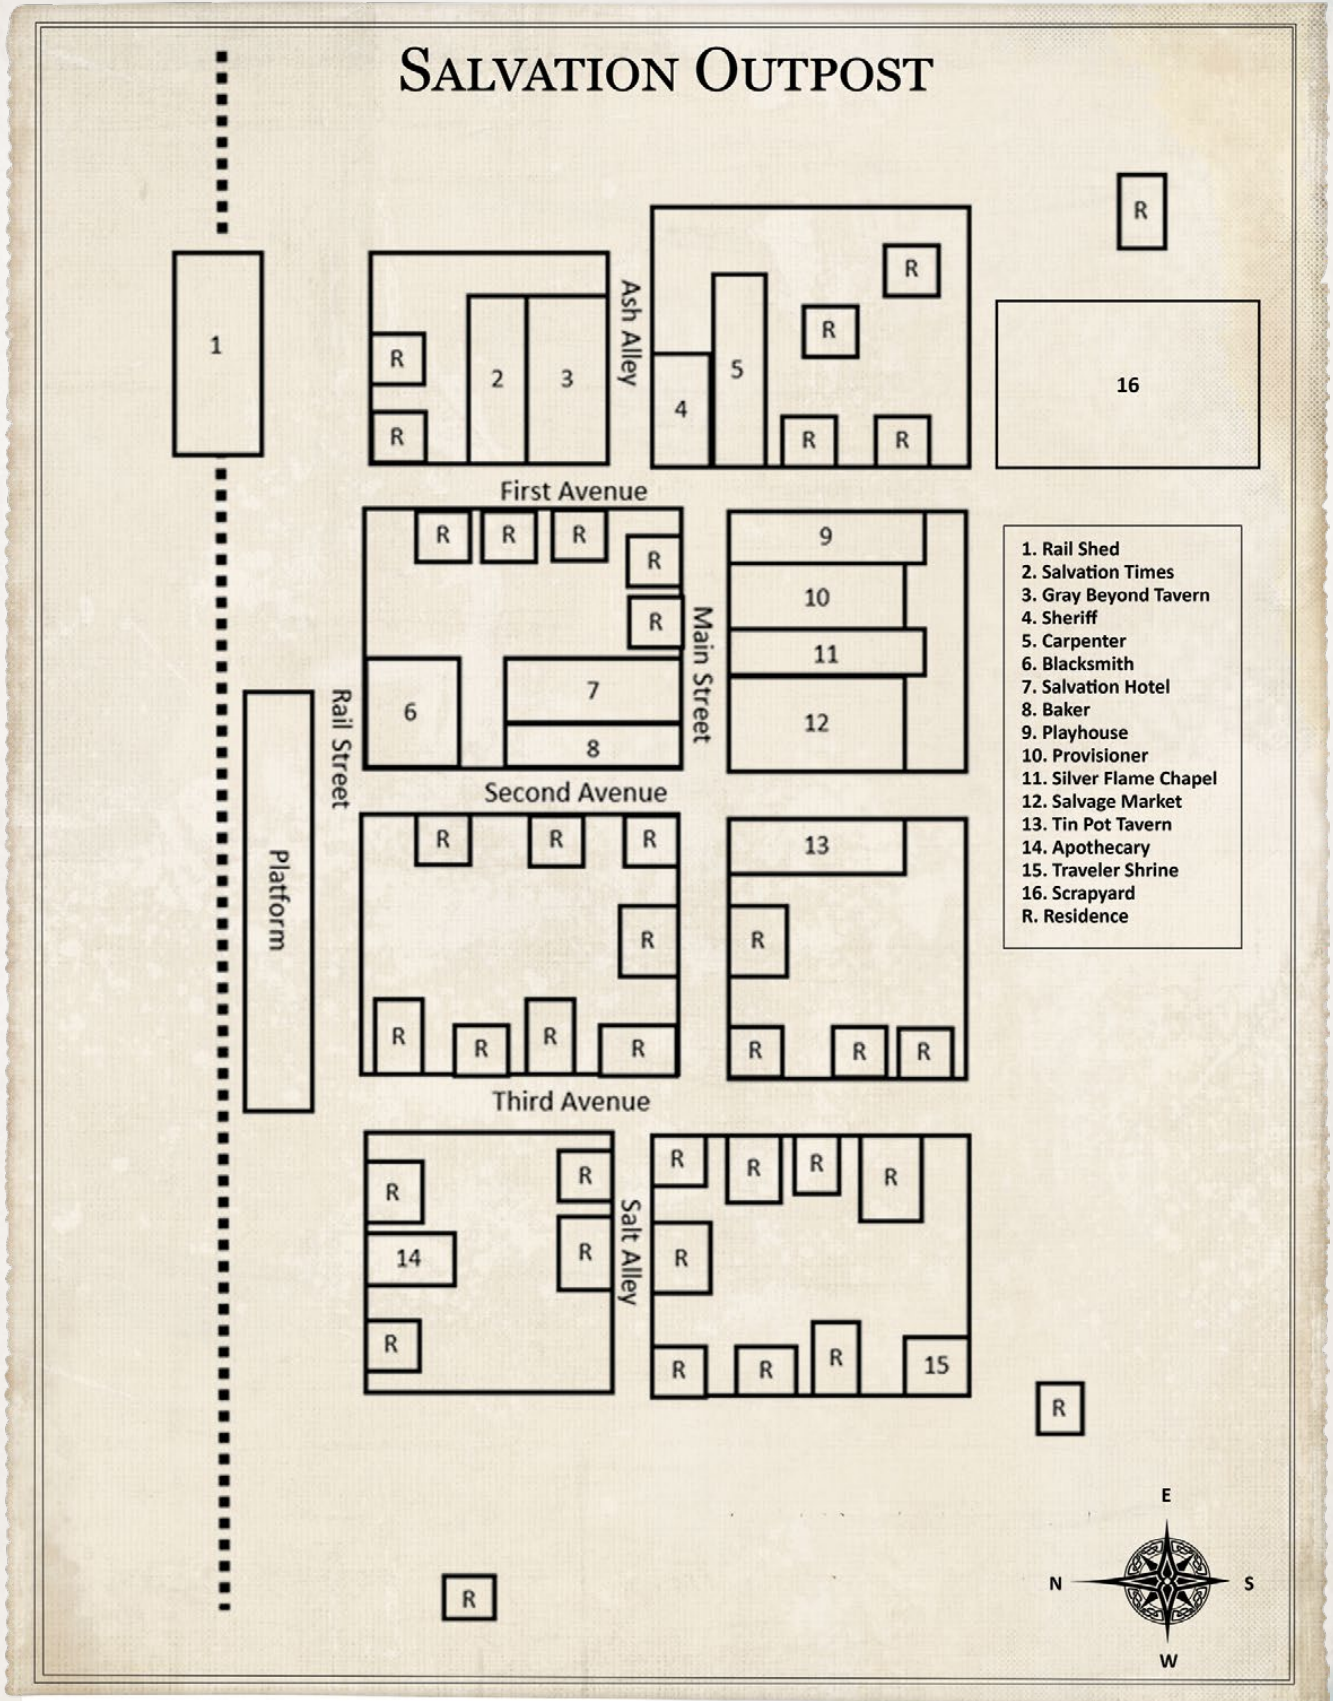 SALVATION OUTPOST
R
1
R
R
2
3
Ash Alley
4
5
R
R
R
R
16
First Avenue
R
R
R
R
R
6
7
8
Rail Street
Main Street
9
10
11
12
1. Rail Shed
2. Salvation Times
3. Gray Beyond Tavern
4. Sheriff
5. Carpenter
6. Blacksmith
7. Salvation Hotel
8. Baker
9. Playhouse
10. Provisioner
11. Silver Flame Chapel
12. Salvage Market
13. Tin Pot Tavern
14. Apothecary
15. Traveler Shrine
16. Scrapyard
R. Residence
Second Avenue
Platform
R
R
R
R
R
R
R
R
13
R
R
R
R
Third Avenue
R
14
R
R
R
Salt Alley
R
R
R
R
R
R
R
R
15
R
R
E
N
S
W